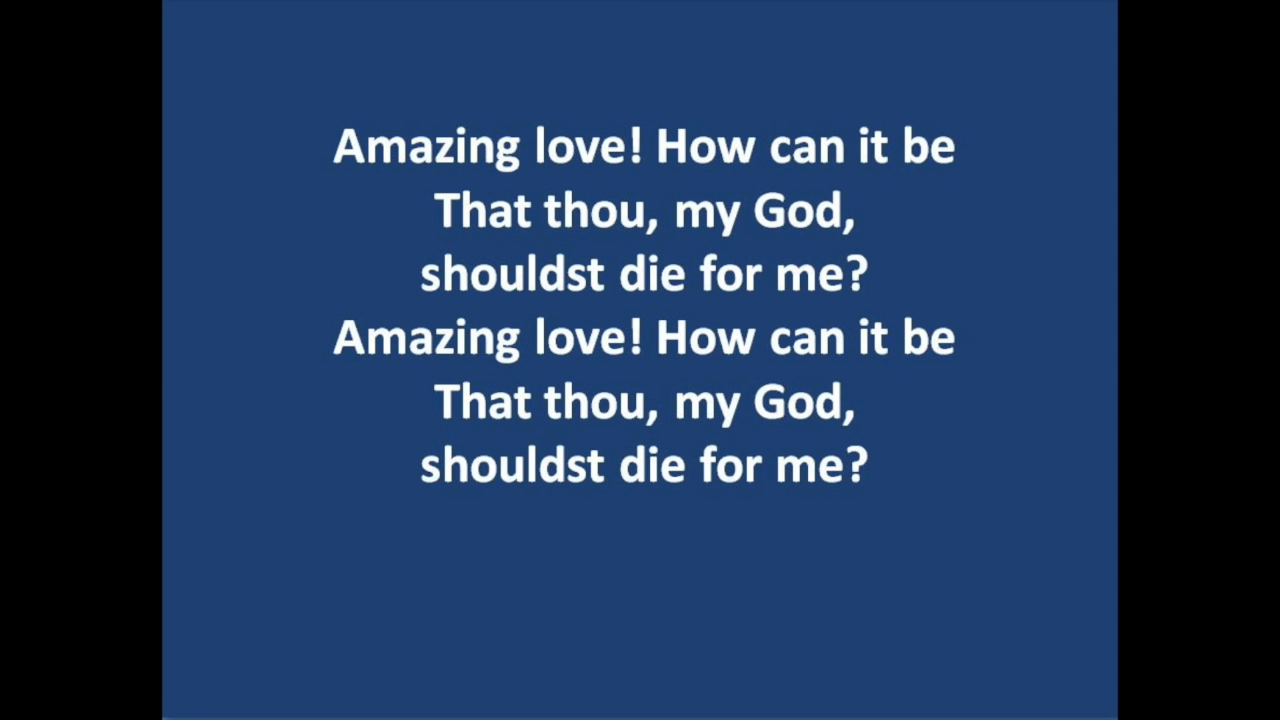 Amazing love! How can it be
That thou, my God,
shouldst die for me?
Amazing love! How can it be
That thou, my God,
shouldst die for me?